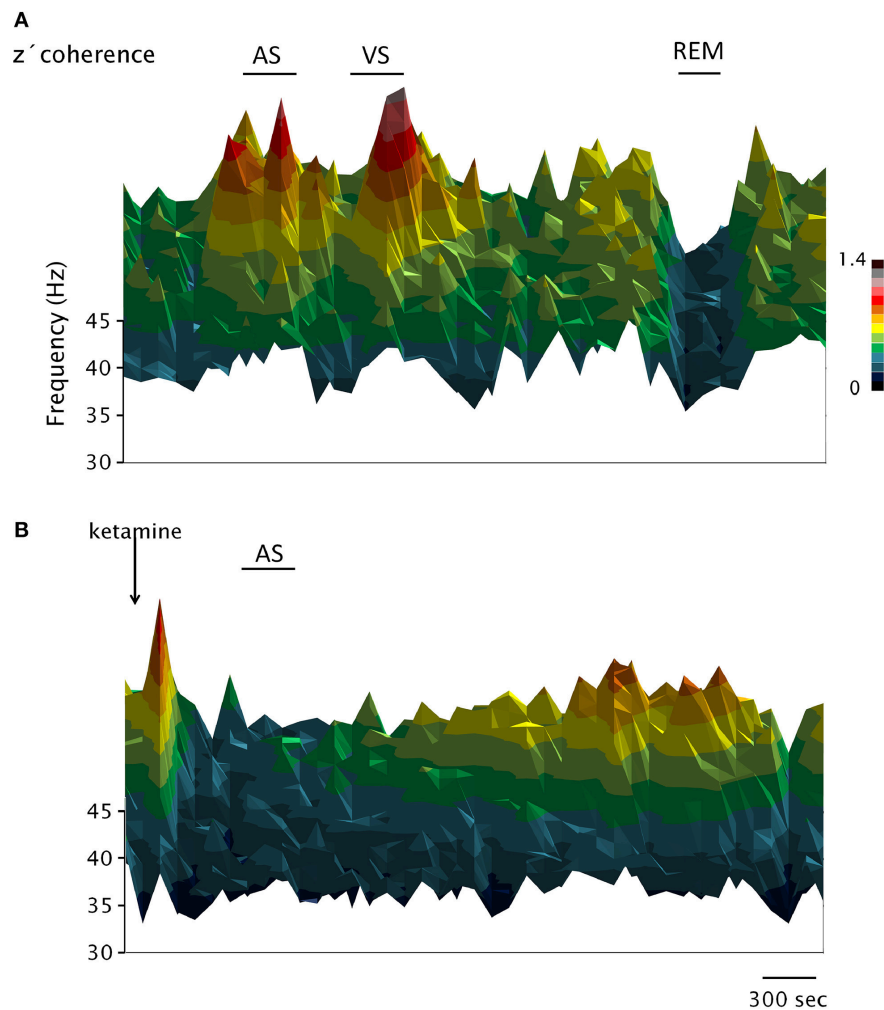 A
z´coherence
AS
VS
REM
Frequency (Hz)
45
40
35
30
1.4
0
B
ketamine
AS
45
40
35
30
300 sec